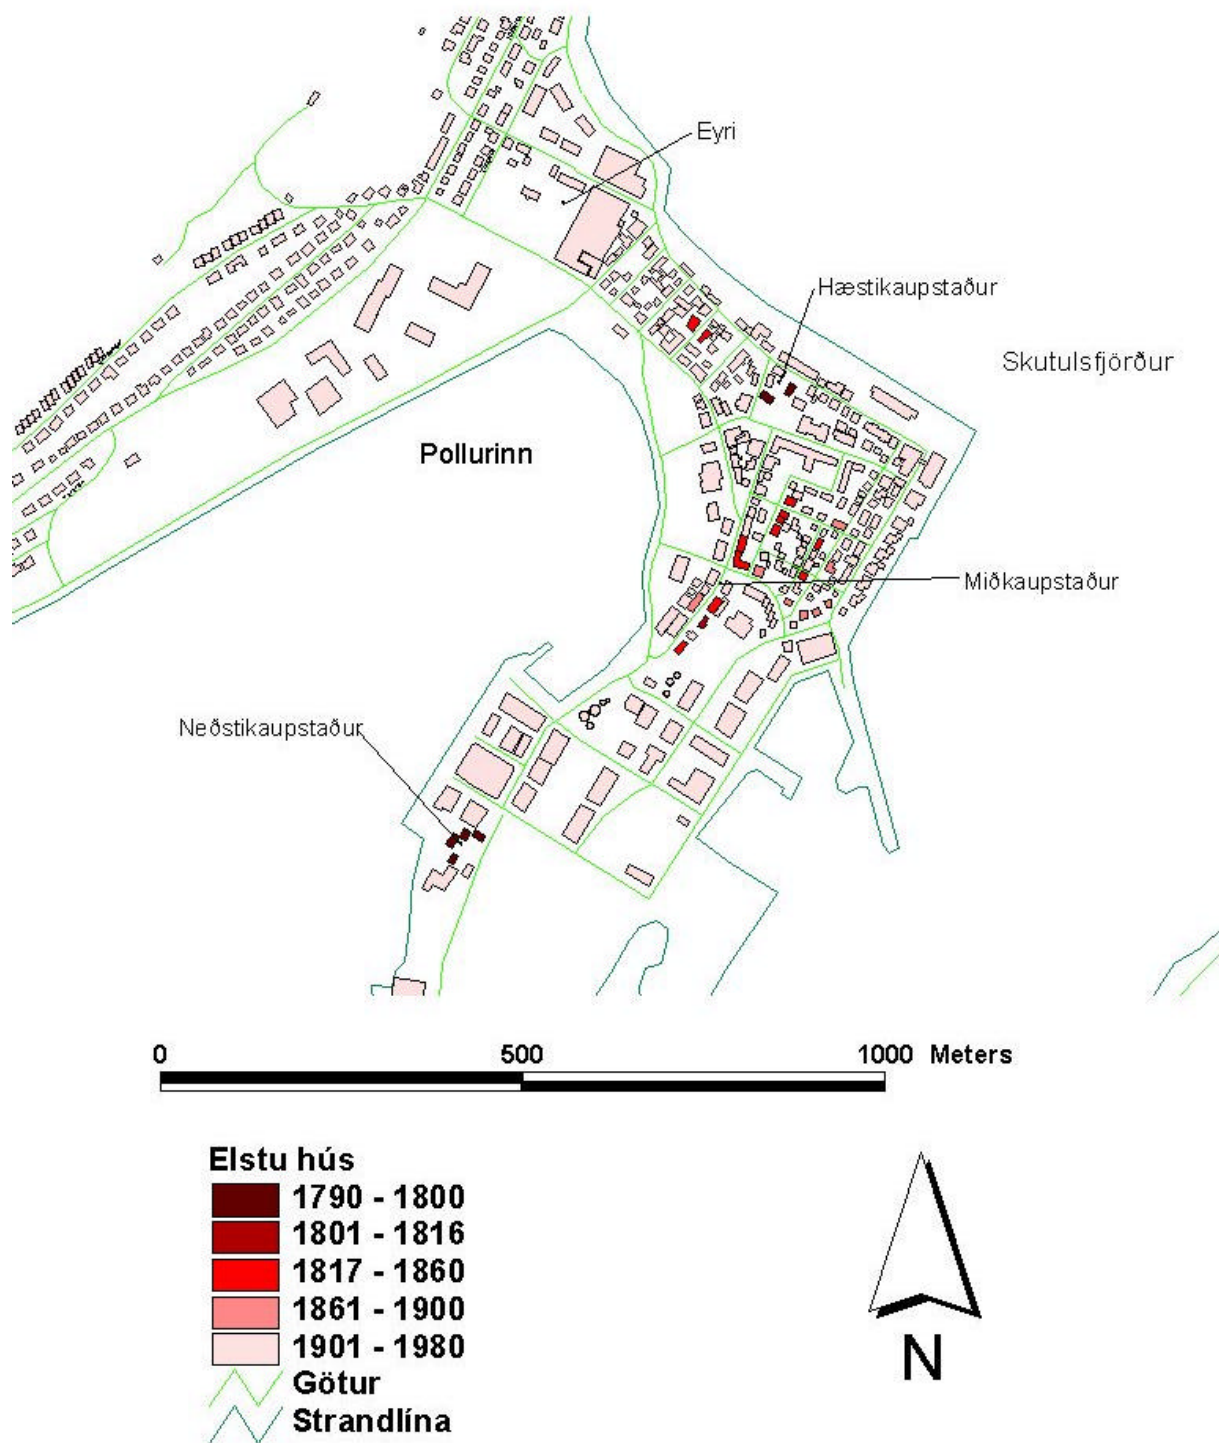 Eyri
Hæstikaupstaður
Skutulsfjörður
Pollurinn
Miðkaupstaður
Neðstikaupstaður
0 500 1000 Meters
Elstu hús
1790 - 1800
1801 - 1816
1817 - 1860
1861 - 1900
1901 - 1980
Götur
Strandlína
N